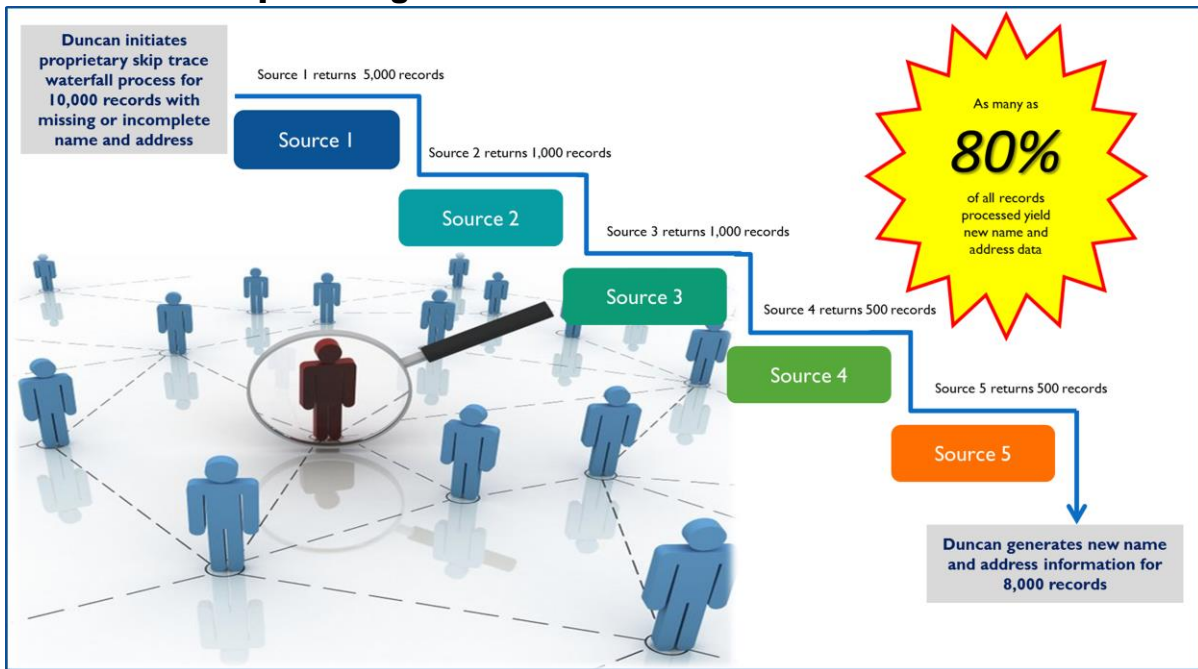 Duncan initiates
proprietary skip trace
waterfall process for
10,000 records with
missing or incomplete
name and address
Source 1 returns 5,000 records
Source 1
Source 2 returns 1,000 records
Source 2
Source 3 returns 1,000 records
Source 3
Source 4 returns 500 records
Source 4
Source 5 returns 500 records
Source 5
As many as
80%
of all records
processed yield
new name and
address data
Duncan generates new name
and address information for
8,000 records